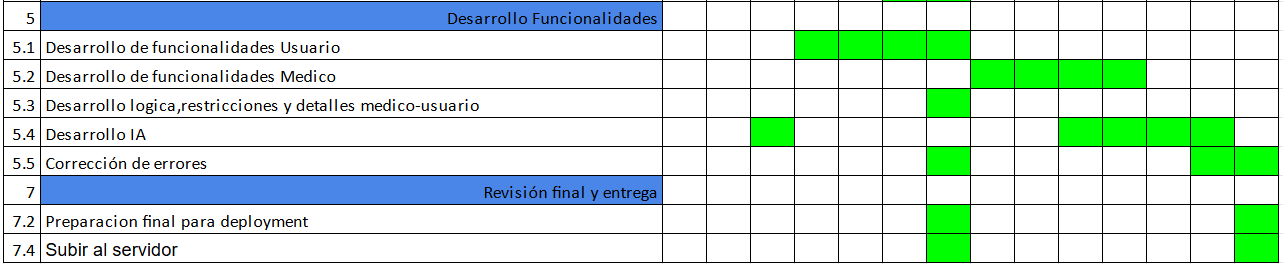 5 Desarrollo Funcionalidades
5.1 Desarrollo de funcionalidades Usuario
5.2 Desarrollo de funcionalidades Medico
5.3 Desarrollo logica,restricciones y detalles medico-usuario
5.4 Desarrollo IA
5.5 Corrección de errores
7 Revisión final y entrega
7.2 Preparacion final para deployment
7.4 Subir al servidor